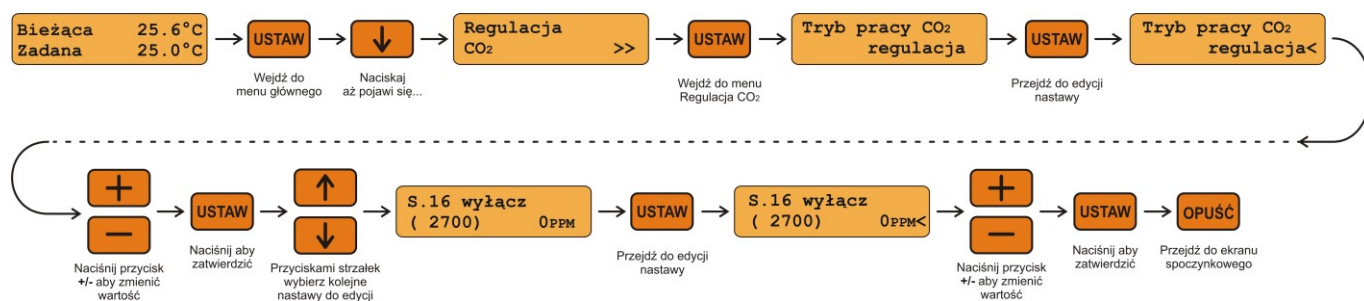 Bieżąca 25.6°C
Zadana 25.0°C
USTAW
Wejdź do
menu głównego
Naciskaj
aż pojawi się...
Regulacja
CO₂ >>
USTAW
Wejdź do menu
Regulacja CO₂
Tryb pracy CO₂
regulacja
USTAW
Przejdź do edycji
nastawy
Tryb pracy CO₂
regulacja<
Naciśnij przycisk
+/- aby zmienić
wartość
USTAW
Naciśnij aby
zatwierdzić
Przyciskami strzałek
wybierz kolejne
nastawy do edycji
S.16 wyłącz
( 2700) 0PPM
USTAW
Przejdź do edycji
nastawy
S.16 wyłącz
( 2700) 0PPM<
Naciśnij przycisk
+/- aby zmienić
wartość
USTAW
Naciśnij aby
zatwierdzić
OPUŚĆ
Przejdź do ekranu
spoczynkowego